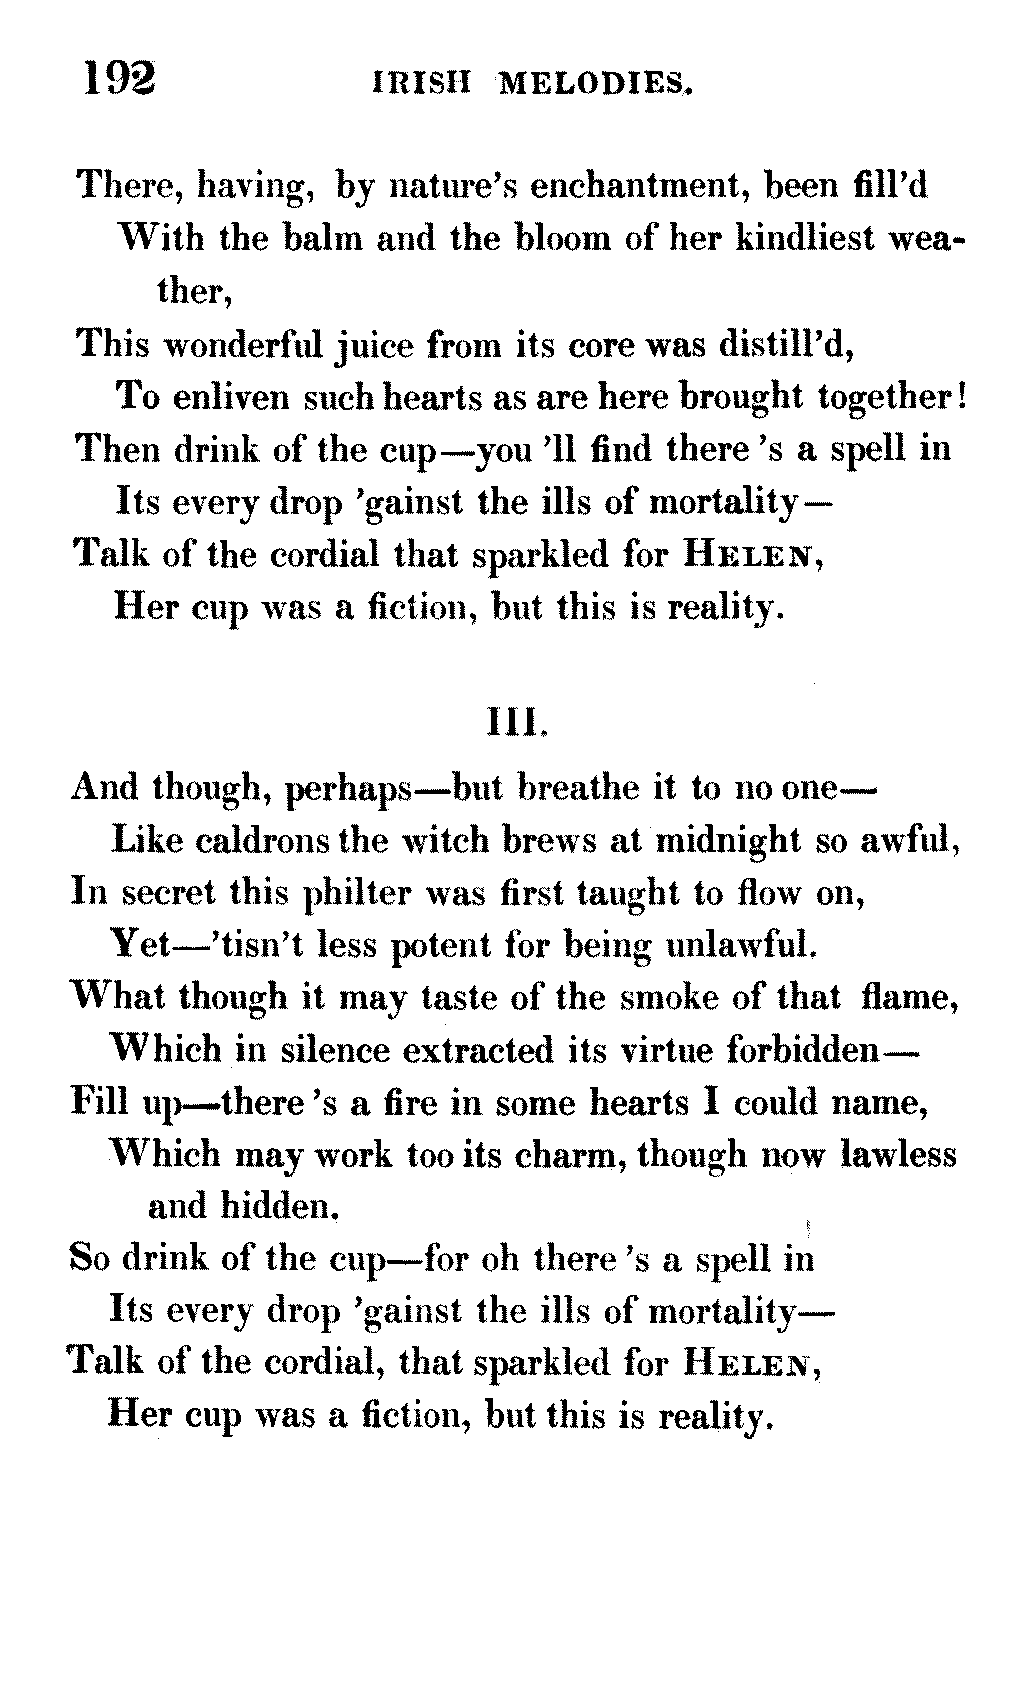 192 IRISH MELODIES.
There, having, by nature's enchantment, been fill'd
With the balm and the bloom of her kindliest wea-
ther,
This wonderful juice from its core was distill'd,
To enliven such hearts as are here brought together!
Then drink of the cup—you 'll find there 's a spell in
Its every drop 'gainst the ills of mortality—
Talk of the cordial that sparkled for HELEN,
Her cup was a fiction, but this is reality.
III.
And though, perhaps—but breathe it to no one—
Like caldrons the witch brews at midnight so awful,
In secret this philter was first taught to flow on,
Yet—'tisn't less potent for being unlawful.
What though it may taste of the smoke of that flame,
Which in silence extracted its virtue forbidden—
Fill up—there 's a fire in some hearts I could name,
Which may work too its charm, though now lawless
and hidden.
So drink of the cup—for oh there 's a spell in
Its every drop 'gainst the ills of mortality—
Talk of the cordial, that sparkled for HELEN,
Her cup was a fiction, but this is reality.